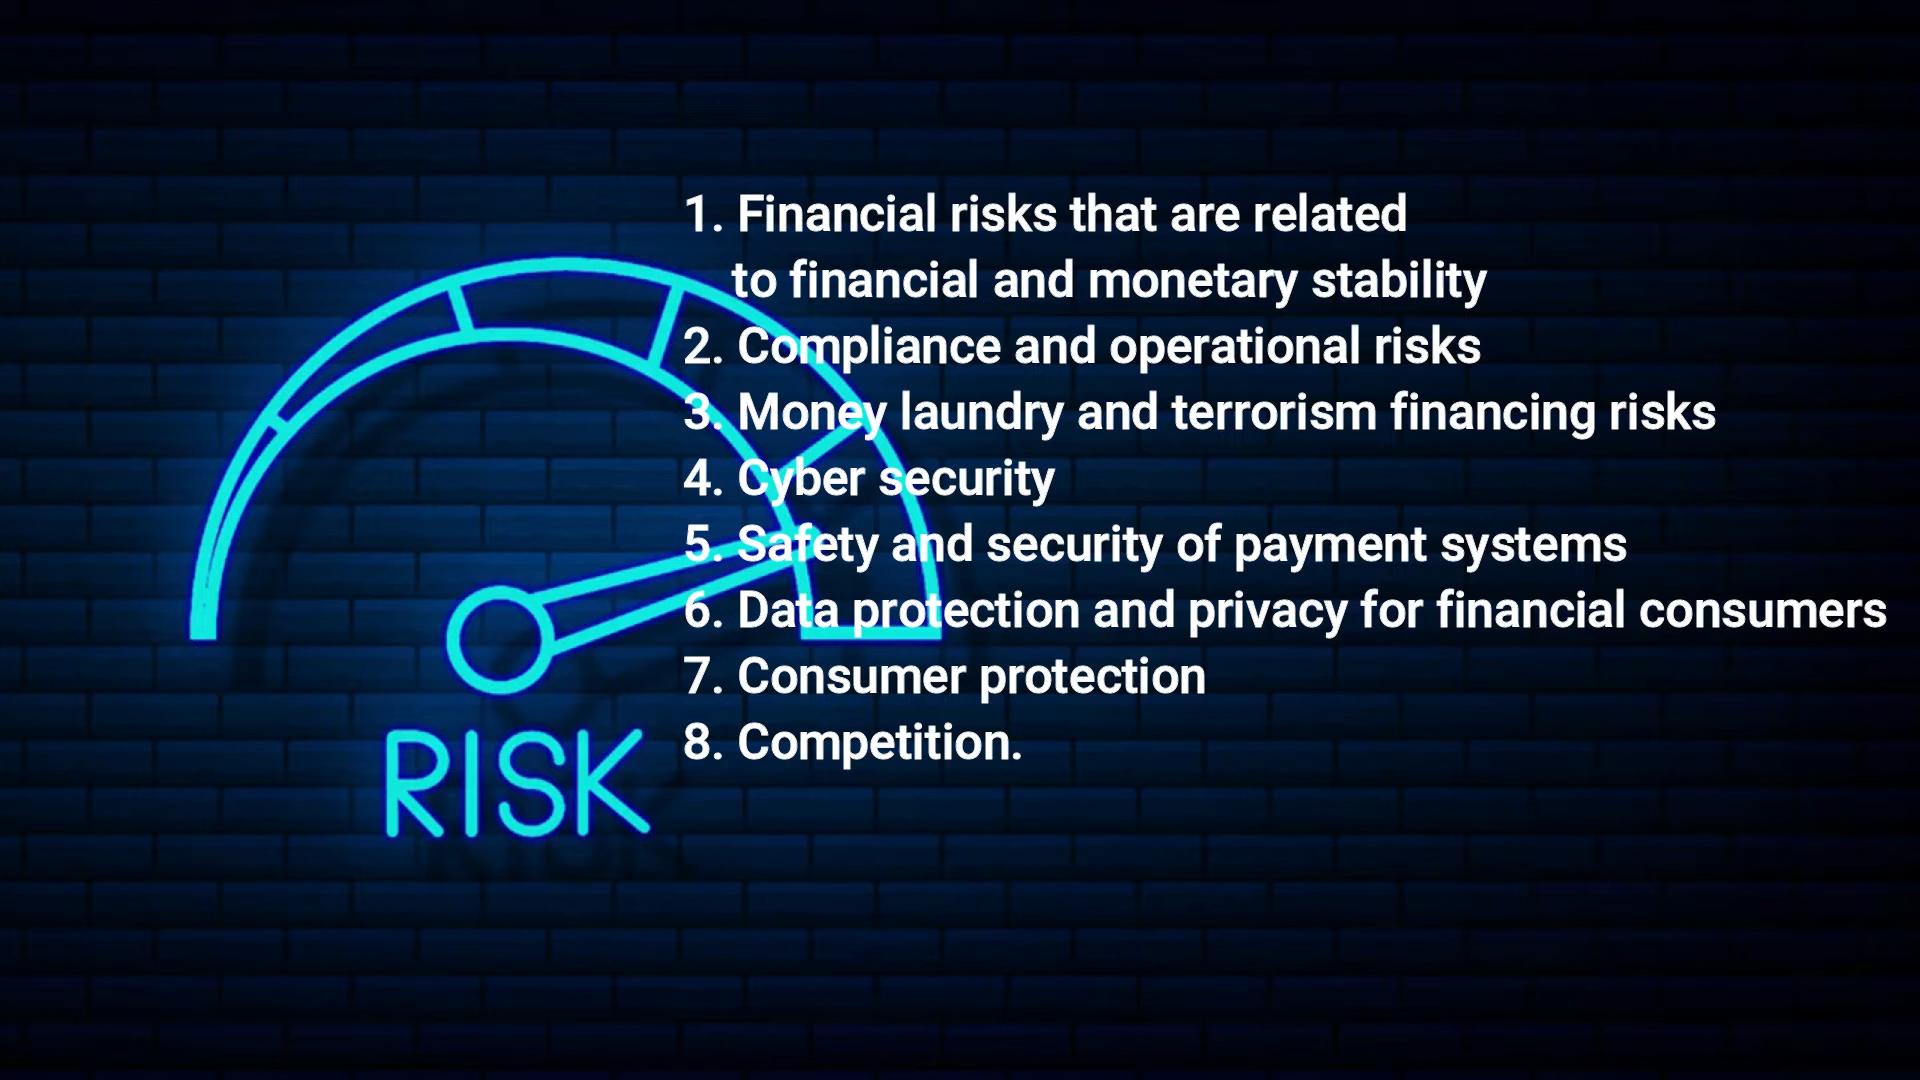 1. Financial risks that are related
to financial and monetary stability
2. Compliance and operational risks
3. Money laundry and terrorism financing risks
4. Cyber security
5. Safety and security of payment systems
6. Data protection and privacy for financial consumers
7. Consumer protection
8. Competition.
RISK